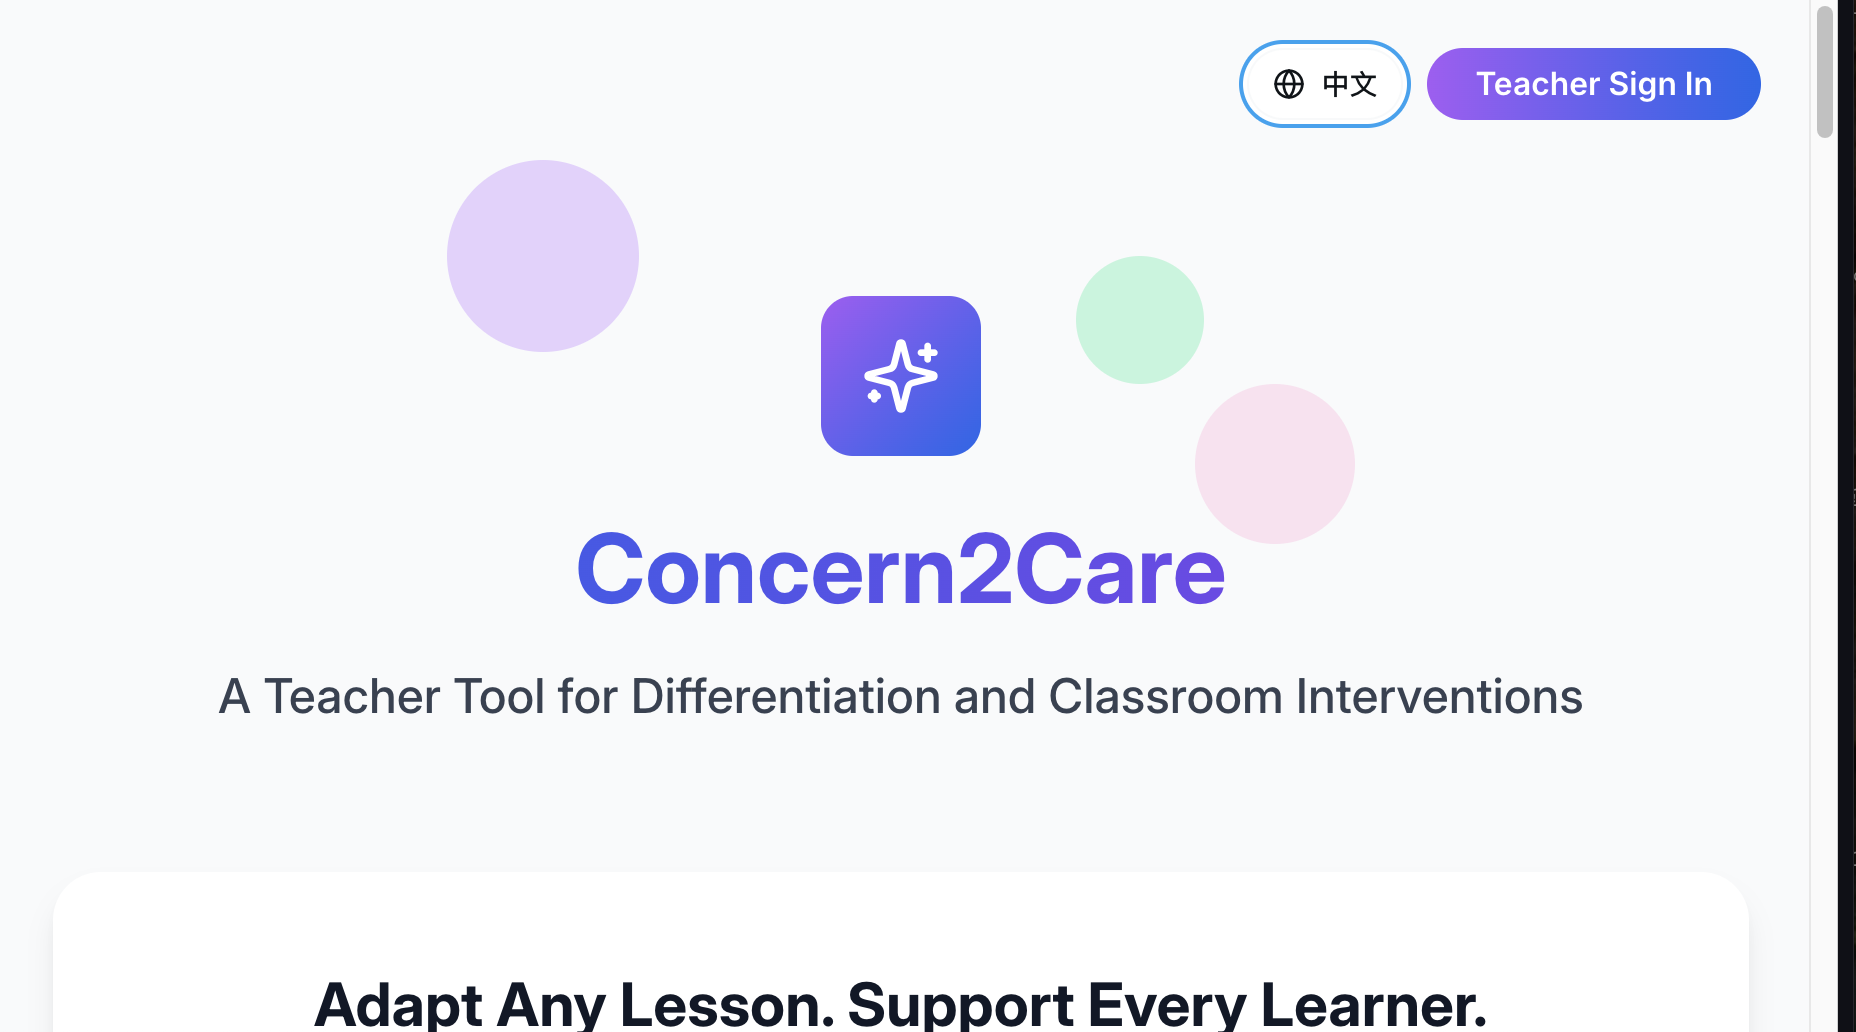 中文
Teacher Sign In
Concern2Care
A Teacher Tool for Differentiation and Classroom Interventions
Adapt Any Lesson. Support Every Learner.